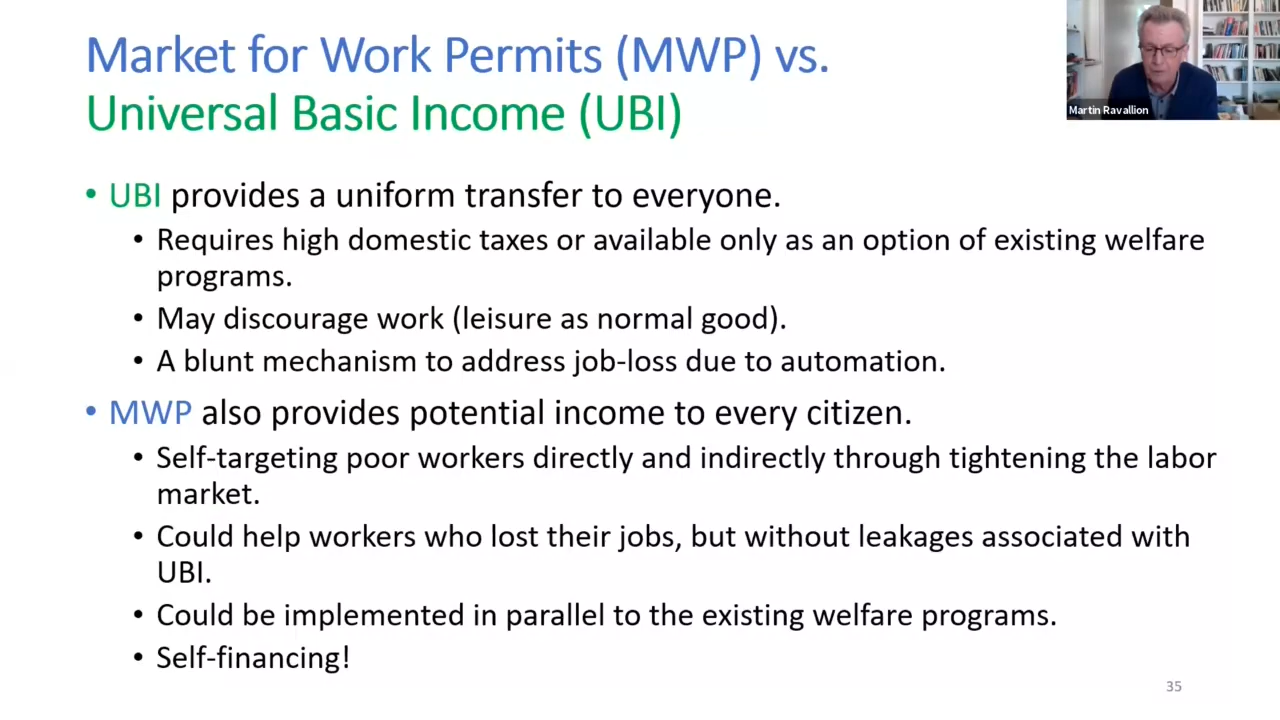 Market for Work Permits (MWP) vs.
Universal Basic Income (UBI)
Martin Ravallion
• UBI provides a uniform transfer to everyone.
• Requires high domestic taxes or available only as an option of existing welfare
programs.
• May discourage work (leisure as normal good).
• A blunt mechanism to address job-loss due to automation.
• MWP also provides potential income to every citizen.
• Self-targeting poor workers directly and indirectly through tightening the labor
market.
• Could help workers who lost their jobs, but without leakages associated with
UBI.
• Could be implemented in parallel to the existing welfare programs.
• Self-financing!
35